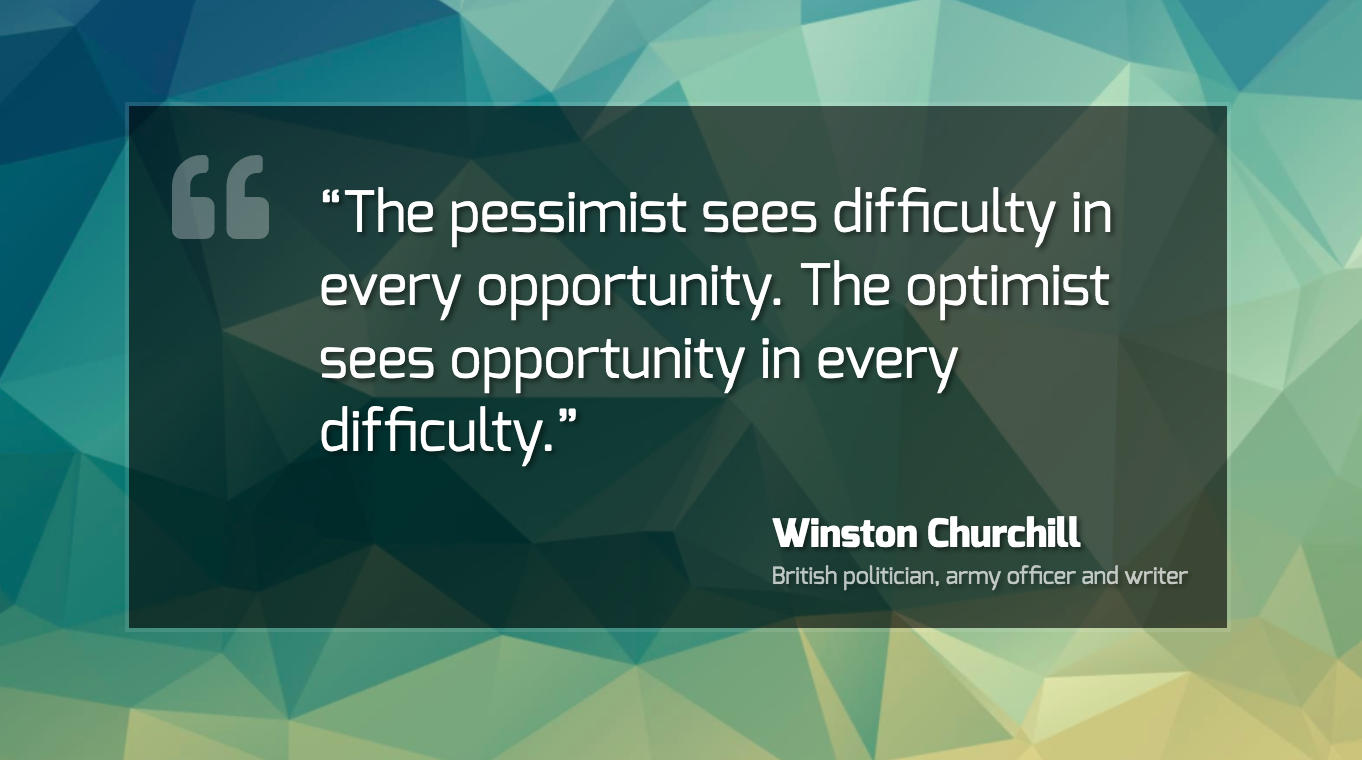 “The pessimist sees difficulty in
every opportunity. The optimist
sees opportunity in every
difficulty.”
Winston Churchill
British politician, army officer and writer